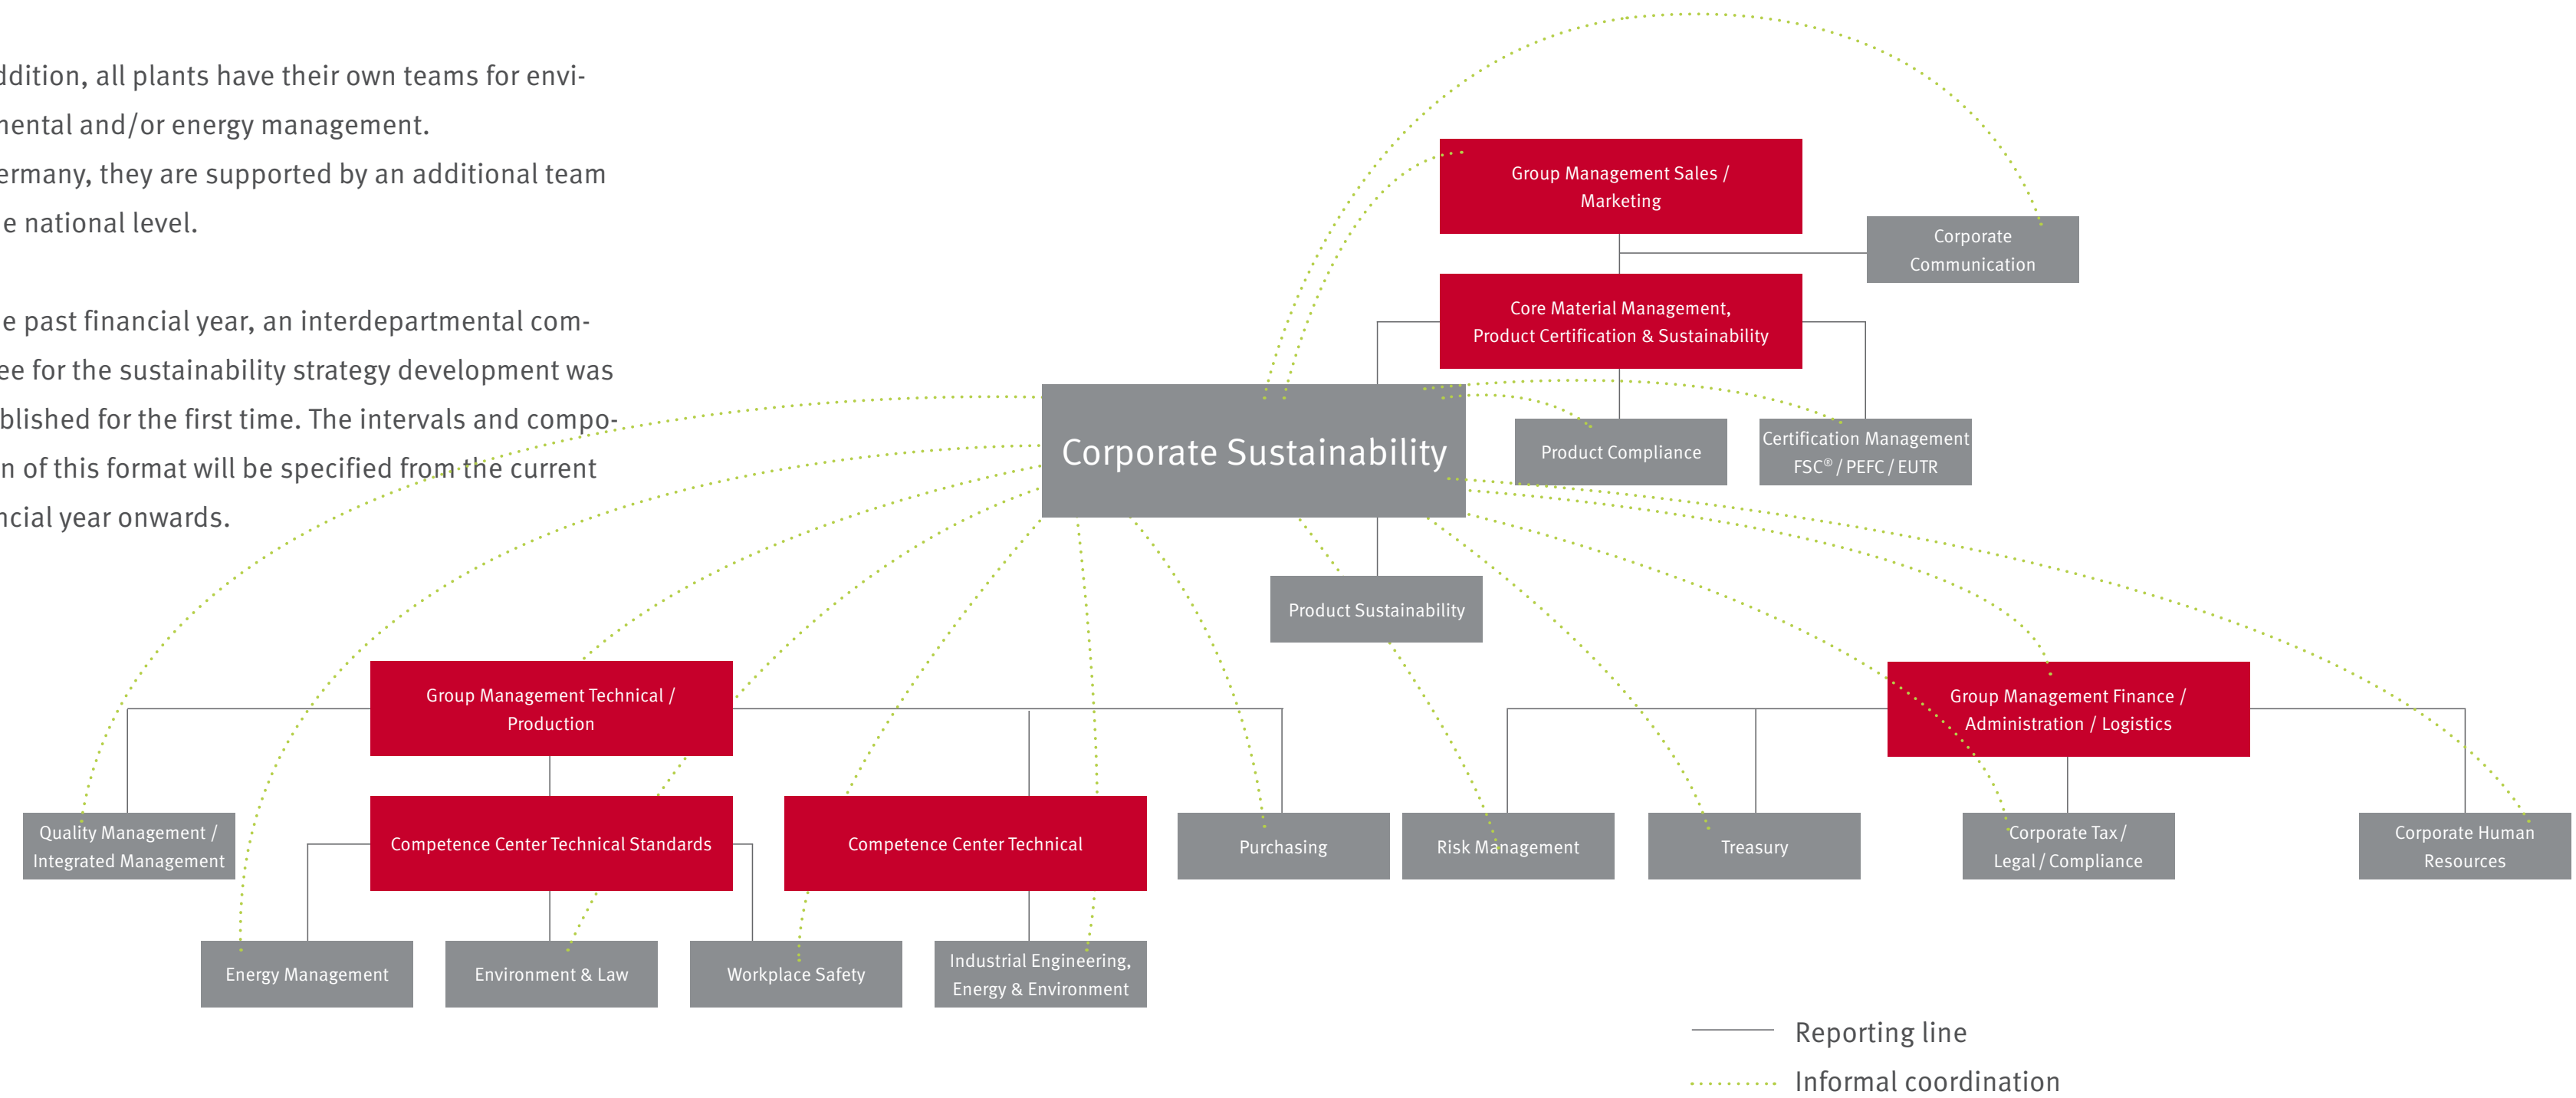 ddition, all plants have their own teams for envi-
mental and/or energy management.
ermany, they are supported by an additional team
e national level.
e past financial year, an interdepartmental com-
ee for the sustainability strategy development was
blished for the first time. The intervals and compo-
n of this format will be specified from the current
ncial year onwards.
Group Management Sales /
Marketing
Corporate
Communication
Core Material Management,
Product Certification & Sustainability
Corporate Sustainability
Product Compliance
Certification Management
FSC® / PEFC / EUTR
Product Sustainability
Group Management Technical /
Production
Group Management Finance /
Administration / Logistics
Quality Management /
Integrated Management
Competence Center Technical Standards
Competence Center Technical
Purchasing
Risk Management
Treasury
Corporate Tax /
Legal / Compliance
Corporate Human
Resources
Energy Management
Environment & Law
Workplace Safety
Industrial Engineering,
Energy & Environment
Reporting line
Informal coordination